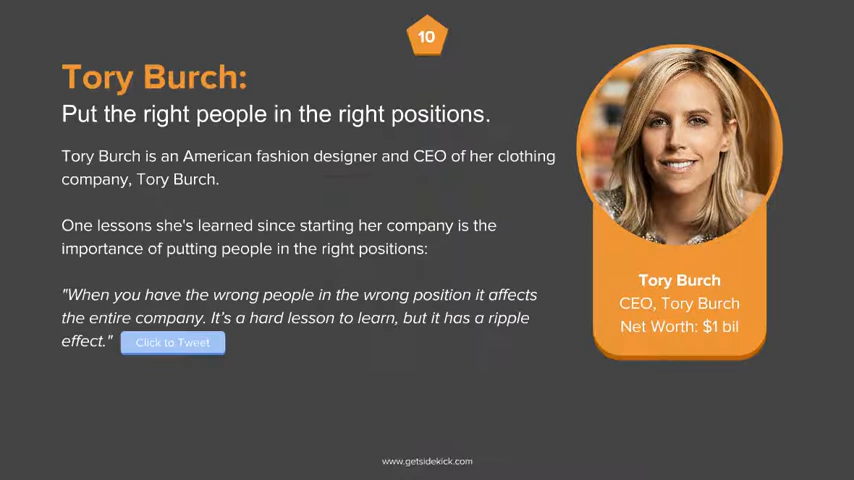 10
Tory Burch:
Put the right people in the right positions.
Tory Burch is an American fashion designer and CEO of her clothing
company, Tory Burch.
One lessons she's learned since starting her company is the
importance of putting people in the right positions:
"When you have the wrong people in the wrong position it affects
the entire company. It's a hard lesson to learn, but it has a ripple
effect." Click to Tweet
Tory Burch
CEO, Tory Burch
Net Worth: $1 bil
www.getsidekick.com